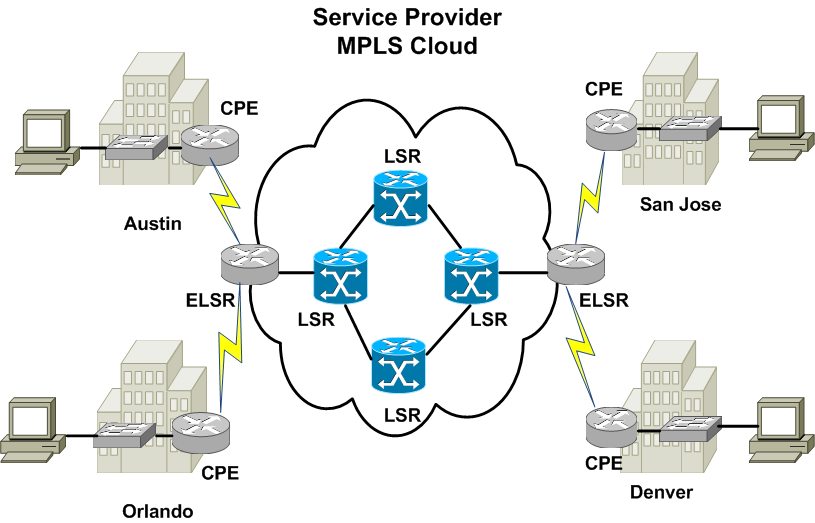 Service Provider
MPLS Cloud
CPE
CPE
LSR
Austin
San Jose
ELSR
LSR
LSR
ELSR
LSR
CPE
CPE
Orlando
Denver